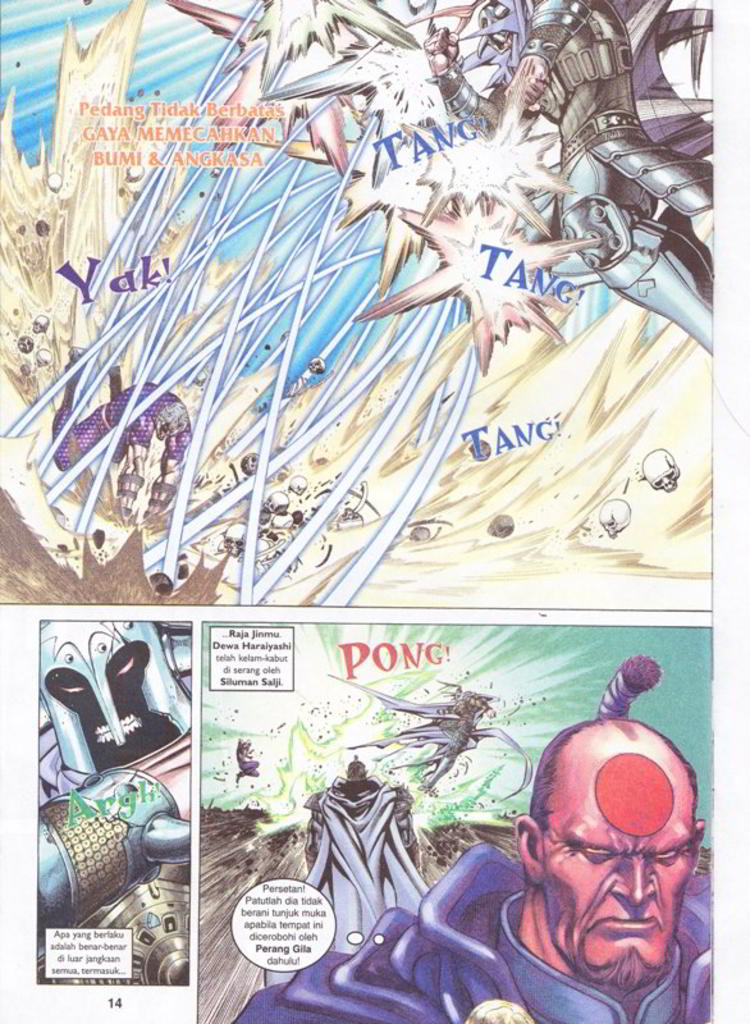 Pedang Tidak Berbatas
GAYA MEMECAHKAN
BUMI & ANGKASA
TANG!
Yak!
TANG!
TANG!
Argh!
Apa yang berlaku
adalah benar-benar
di luar jangkaan
semua, termasuk...
...Raja Jinmu.
Dewa Haraiyashi
telah kelam-kabut
di serang oleh
Siluman Salji.
PONG!
Persetan!
Patutlah dia tidak
berani tunjuk muka
apabila tempat ini
dicerobohi oleh
Perang Gila
dahulu!
14